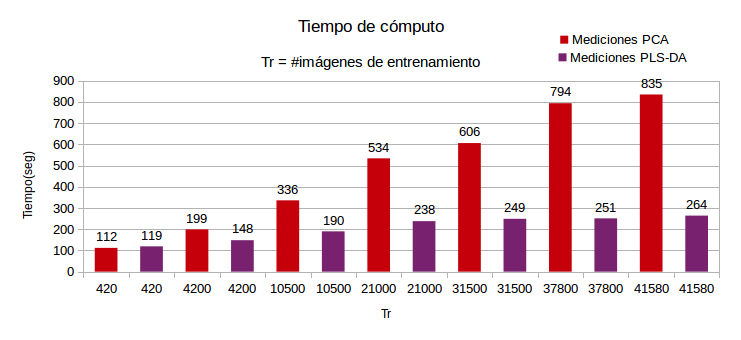 Tiempo de cómputo
Tr = #imágenes de entrenamiento
Mediciones PCA
Mediciones PLS-DA
Tiempo(seg)
900
800
700
600
500
400
300
200
100
0
112 119 199 148 336 190 534 238 606 249 794 251 835 264
420 420 4200 4200 10500 10500 21000 21000 31500 31500 37800 37800 41580 41580
Tr